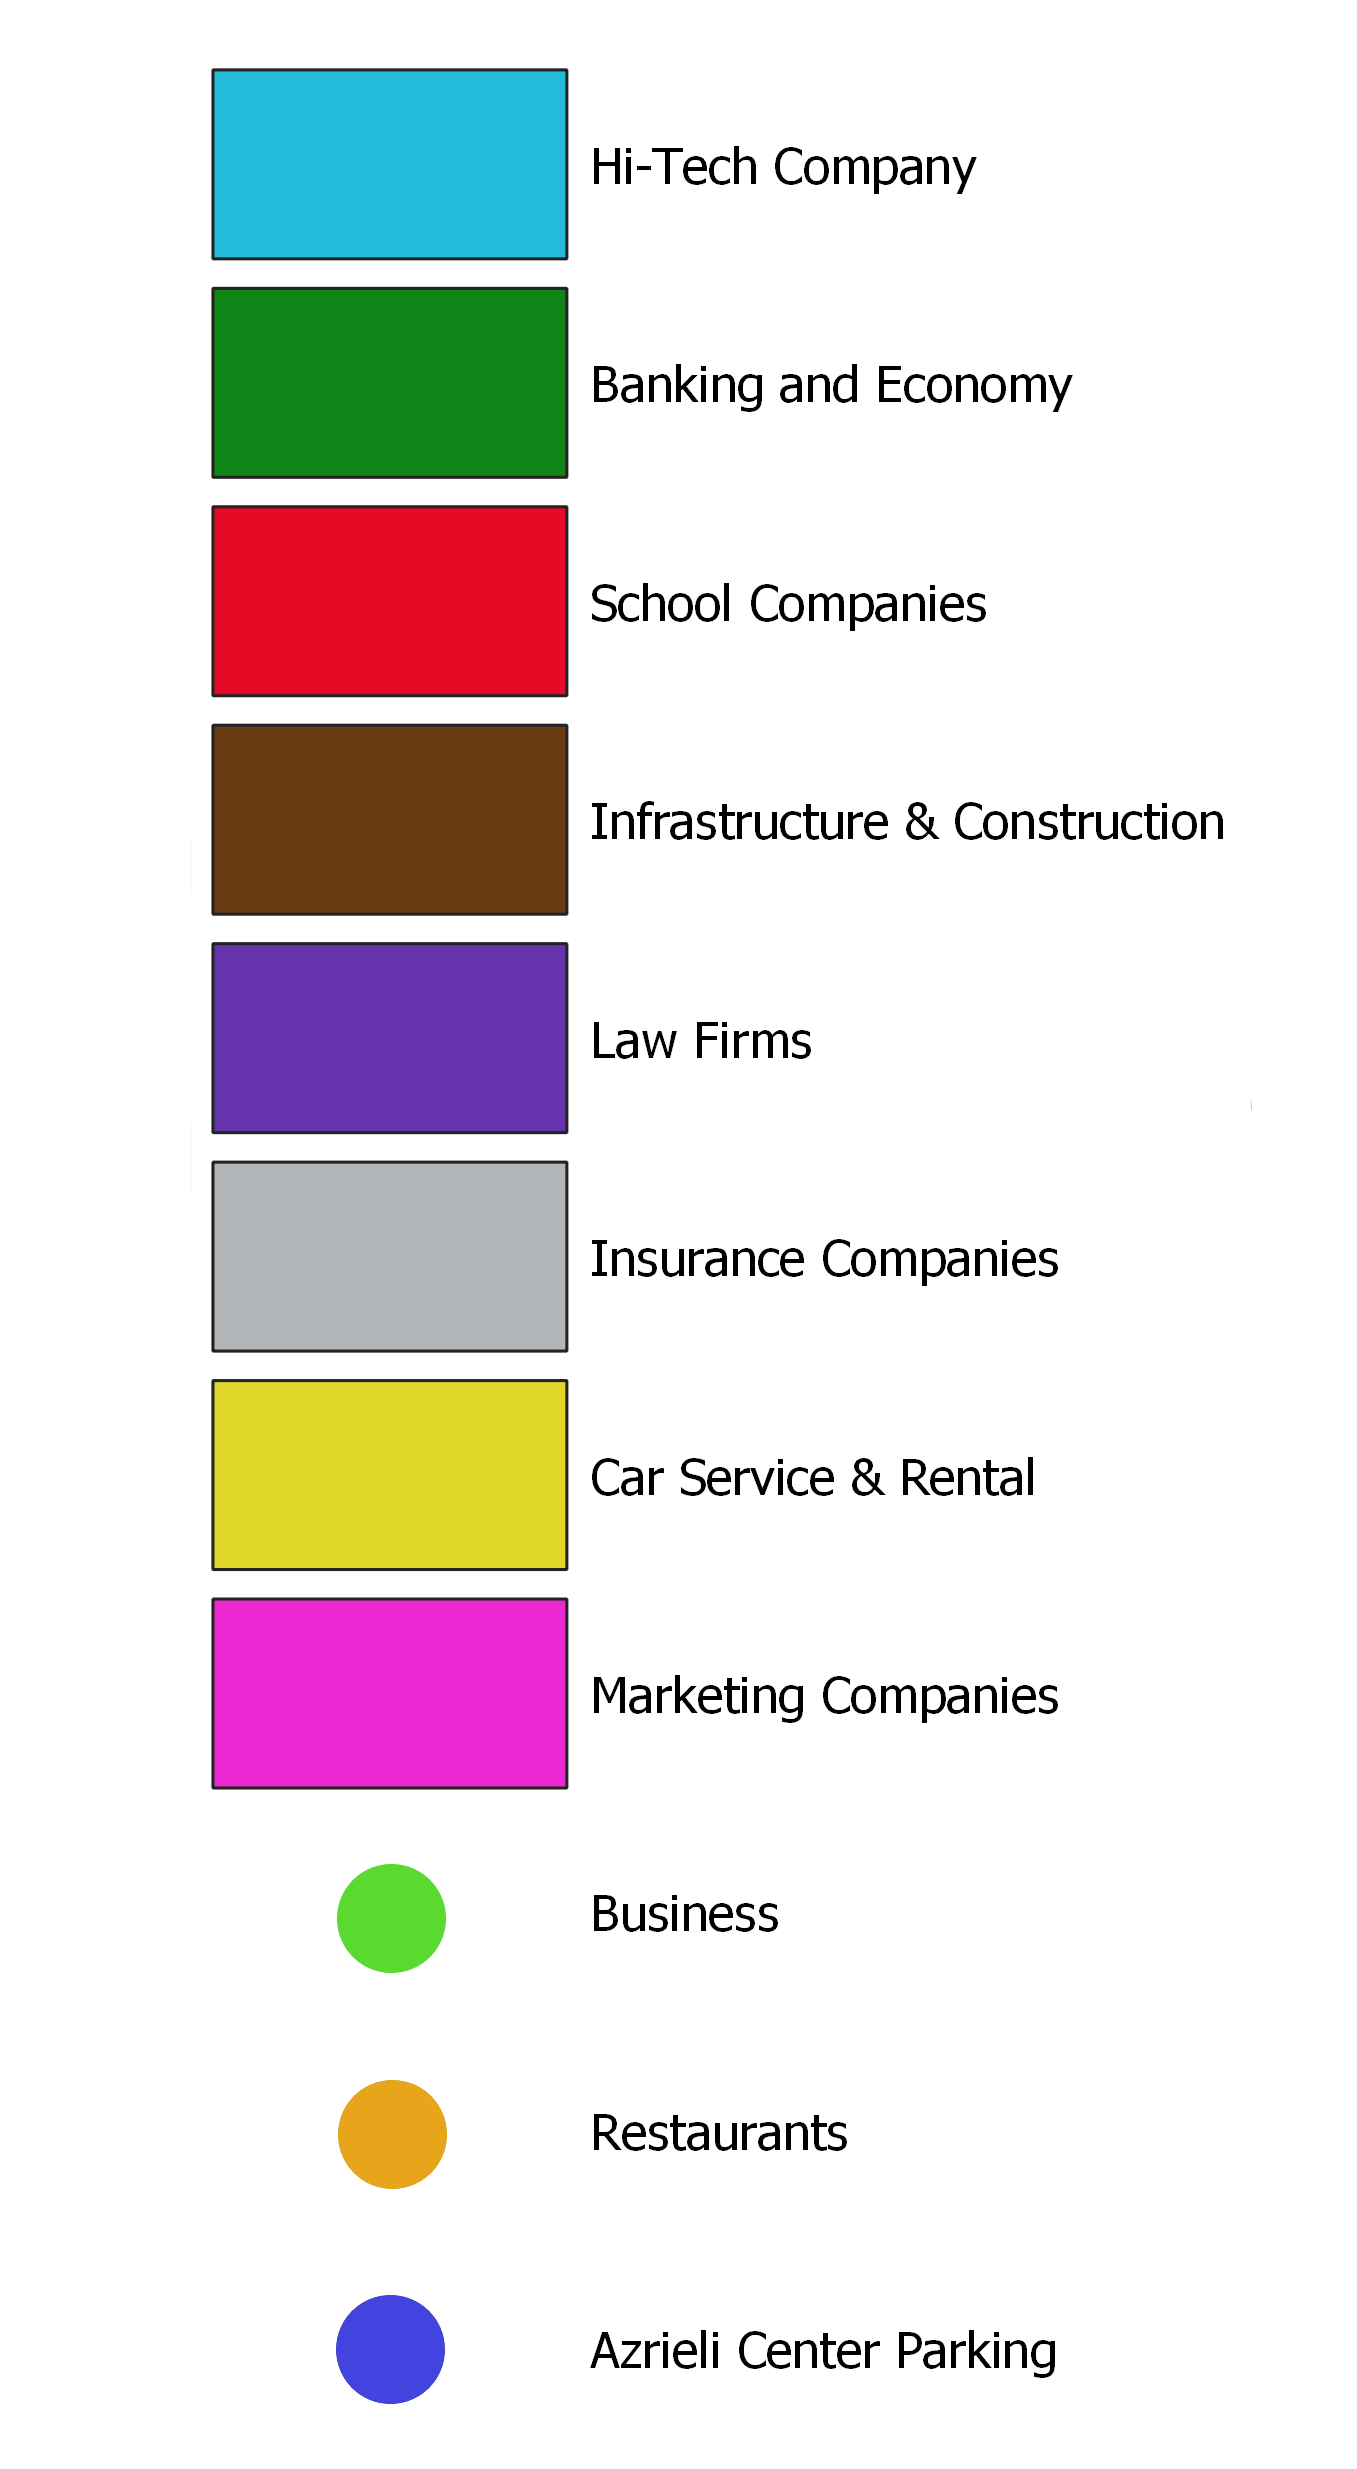 Hi-Tech Company
Banking and Economy
School Companies
Infrastructure & Construction
Law Firms
Insurance Companies
Car Service & Rental
Marketing Companies
Business
Restaurants
Azrieli Center Parking